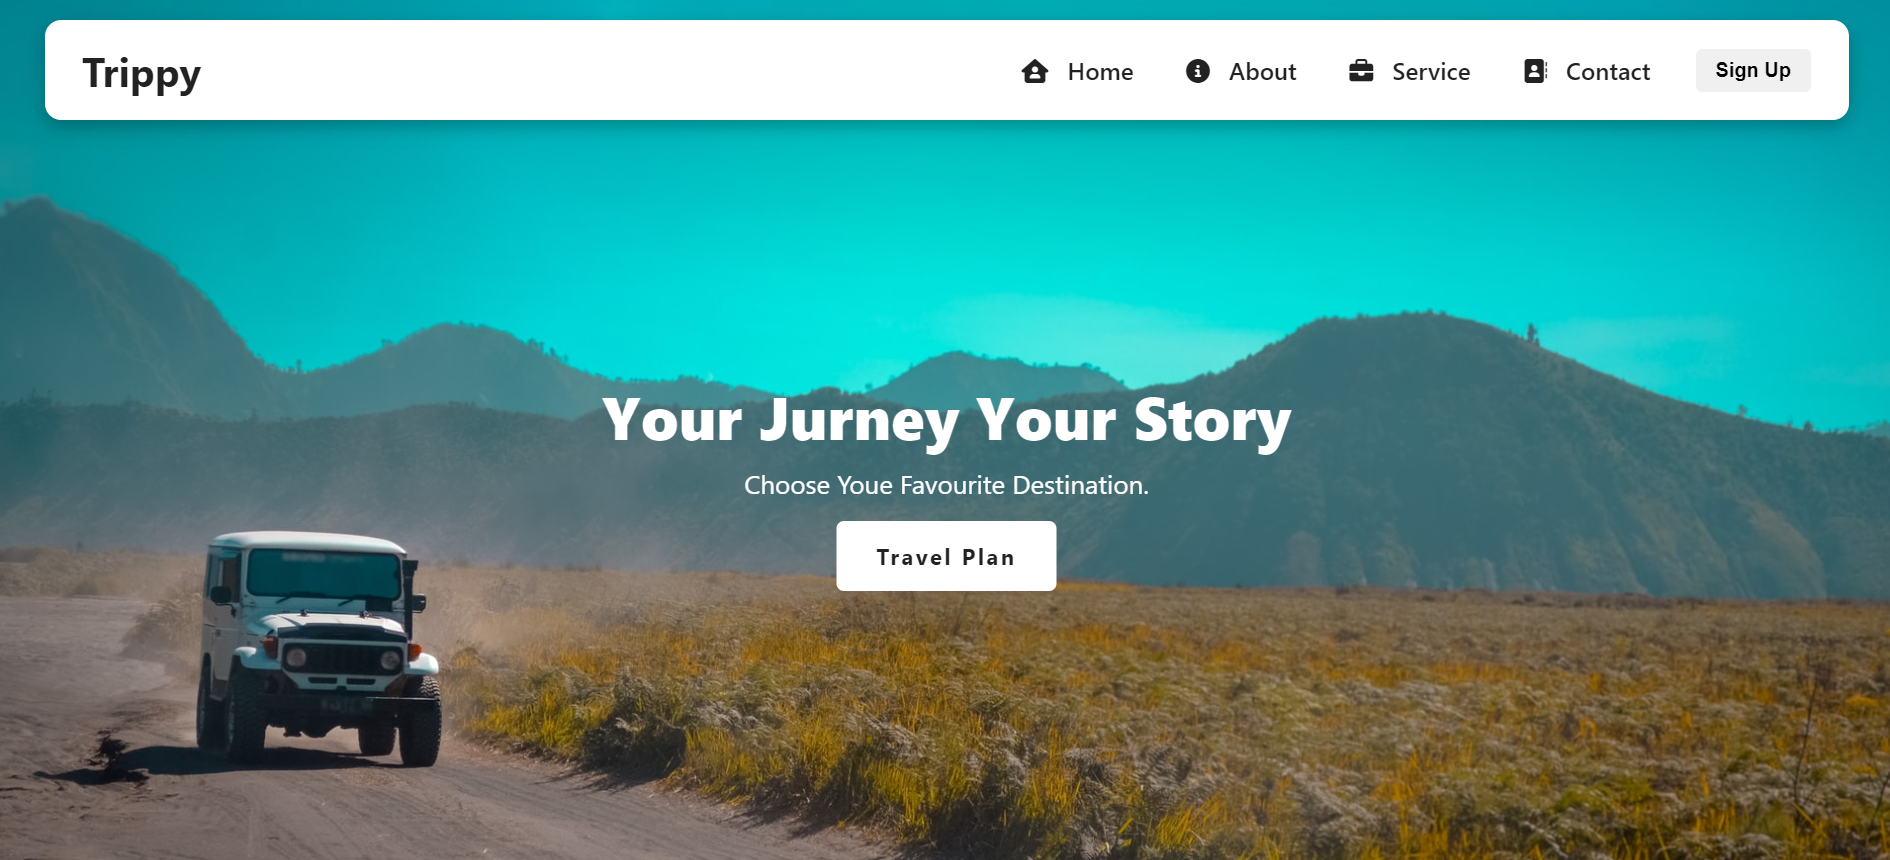 Trippy
Home About Service Contact Sign Up
Your Jurney Your Story
Choose Youe Favourite Destination.
Travel Plan